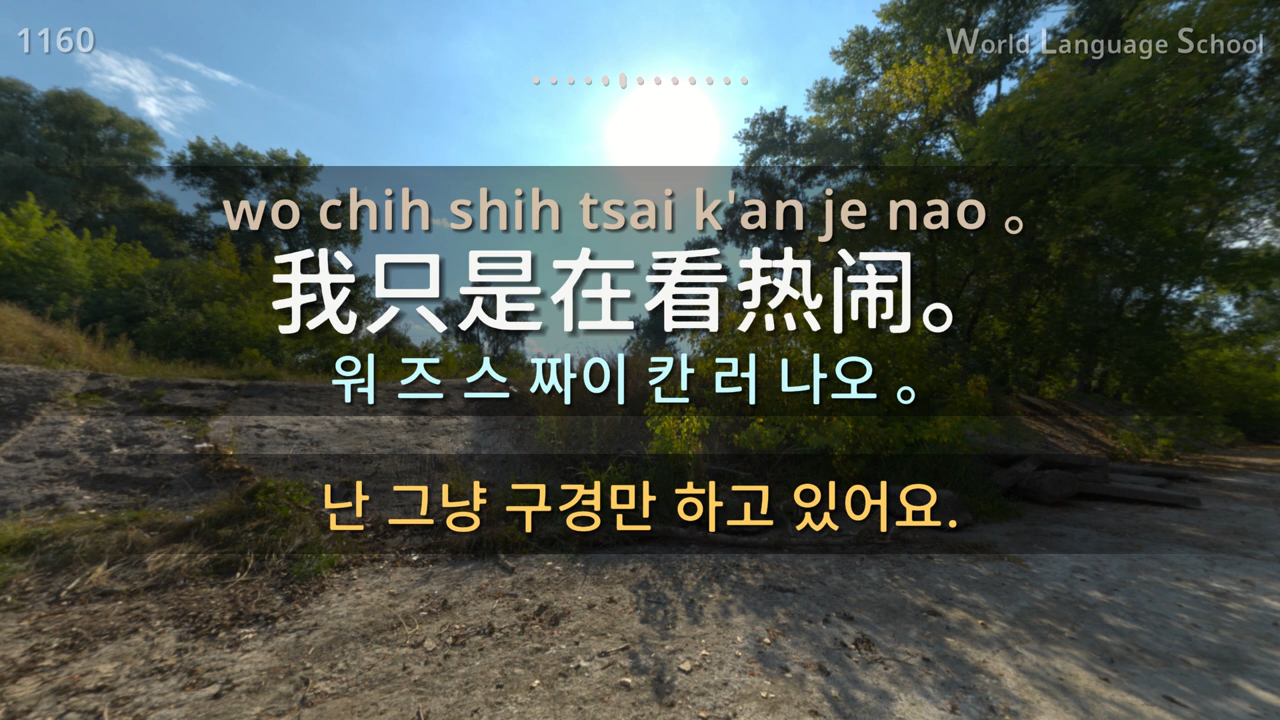 1160
World Language School
wo chih shih tsai k'an je nao 。
我只是在看热闹。
워 즈 스 짜이 칸 러 나오 。
난 그냥 구경만 하고 있어요.